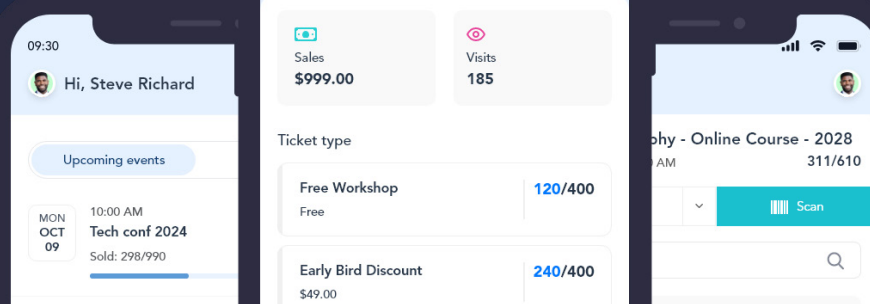 09:30
Hi, Steve Richard
Upcoming events
MON
OCT
09
10:00 AM
Tech conf 2024
Sold: 298/990
Sales
$999.00
Visits
185
Ticket type
Free Workshop
Free
120/400
Early Bird Discount
$49.00
240/400
- Online Course - 2028
AM
311/610
Scan